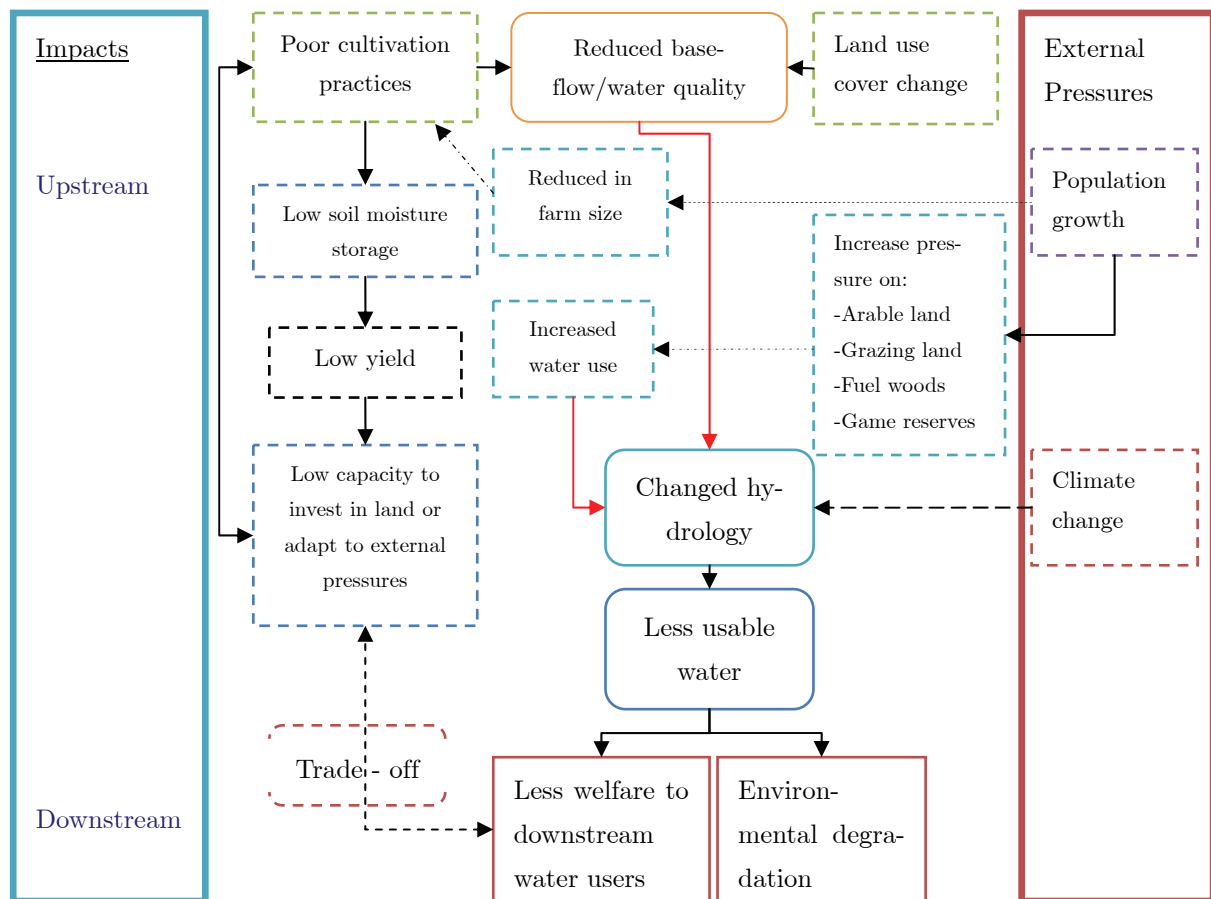 Impacts
Upstream
Downstream
Poor cultivation
practices
Reduced base-
flow/water quality
Land use
cover change
External
Pressures
Low soil moisture
storage
Reduced in
farm size
Population
growth
Increase pres-
sure on:
-Arable land
-Grazing land
-Fuel woods
-Game reserves
Low yield
Increased
water use
Low capacity to
invest in land or
adapt to external
pressures
Changed hy-
drology
Climate
change
Less usable
water
Trade - off
Less welfare to
downstream
water users
Environ-
mental degra-
dation